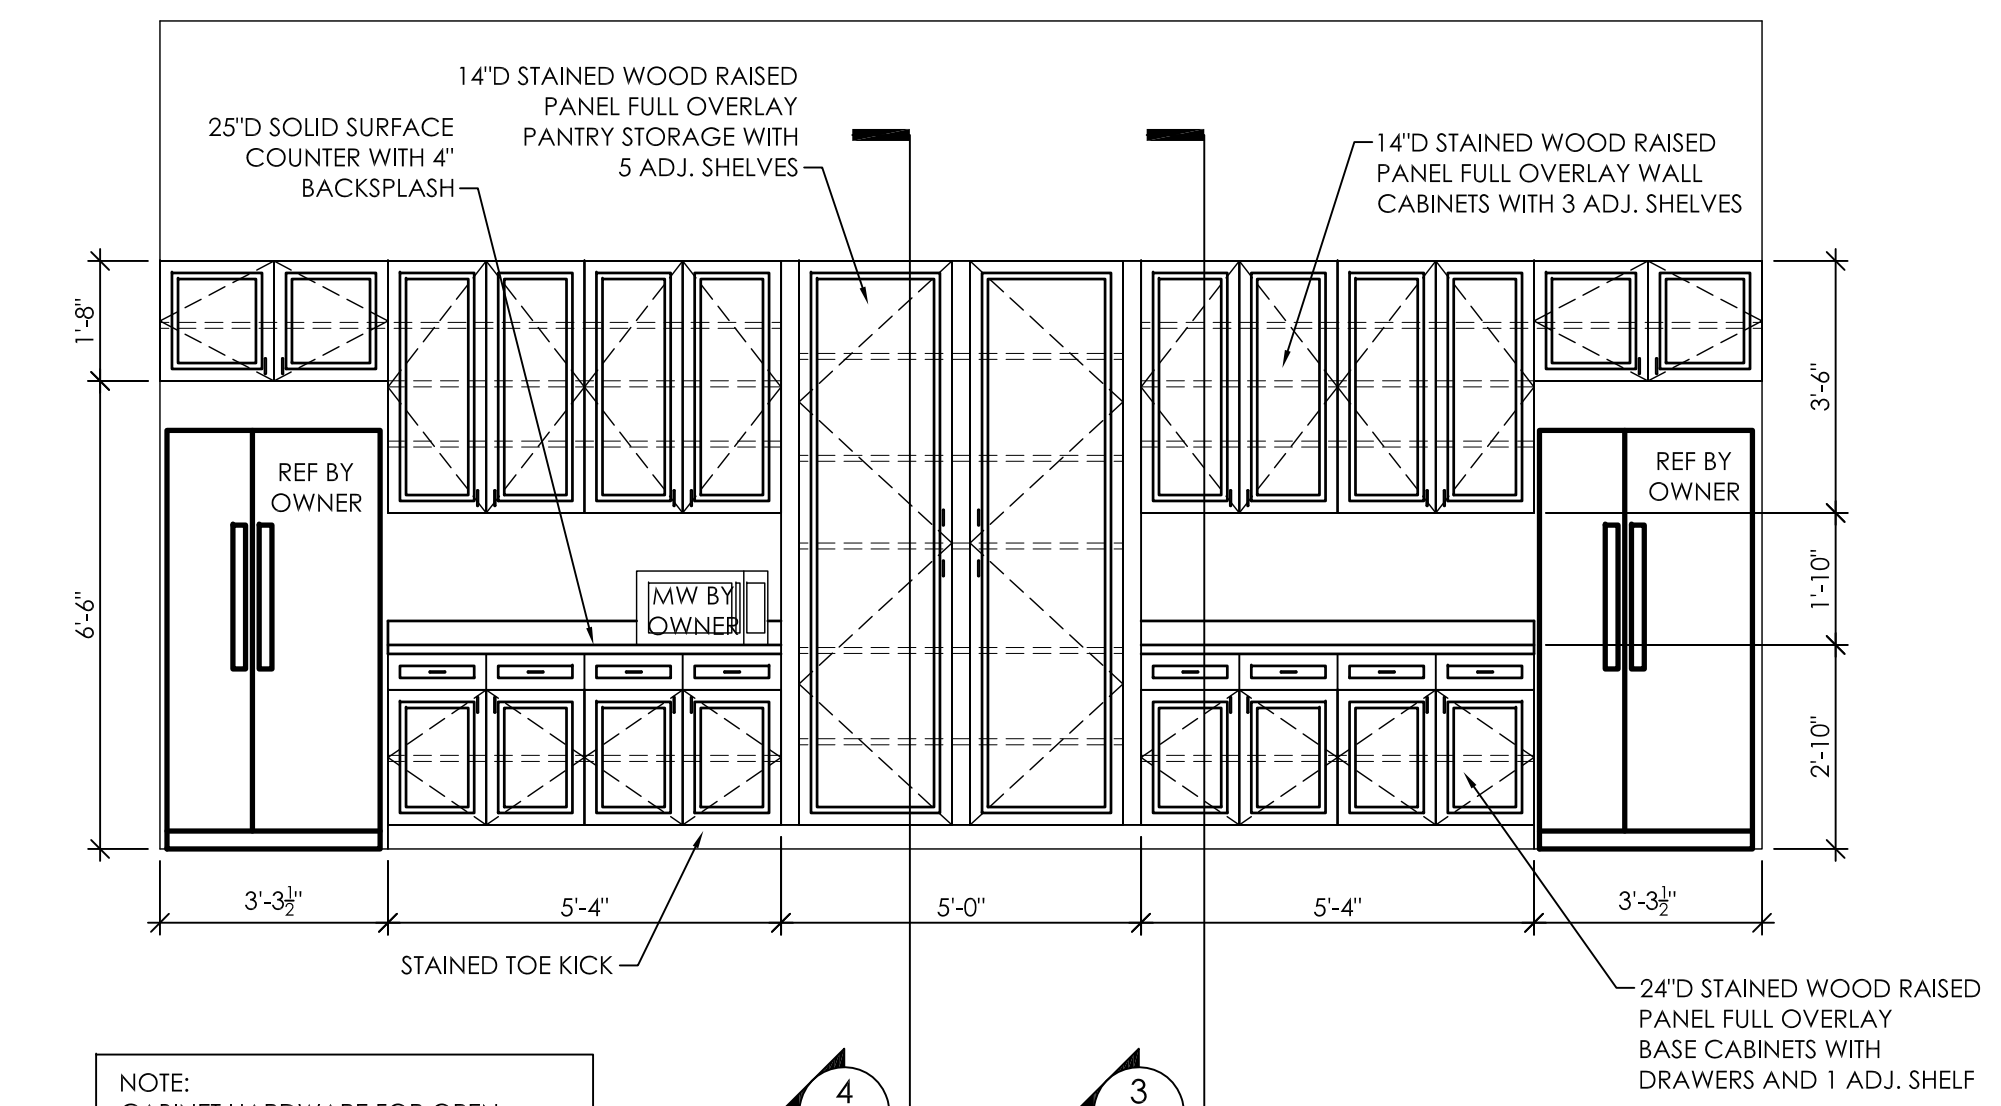 14"D STAINED WOOD RAISED
PANEL FULL OVERLAY
PANTRY STORAGE WITH
5 ADJ. SHELVES
25"D SOLID SURFACE
COUNTER WITH 4"
BACKSPLASH
14"D STAINED WOOD RAISED
PANEL FULL OVERLAY WALL
CABINETS WITH 3 ADJ. SHELVES
1'-8"
6'-6"
3'-6"
1'-10"
2'-10"
REF BY
OWNER
MW BY
OWNER
REF BY
OWNER
3'-3½"
5'-4"
5'-0"
5'-4"
3'-3½"
STAINED TOE KICK
24"D STAINED WOOD RAISED
PANEL FULL OVERLAY
BASE CABINETS WITH
DRAWERS AND 1 ADJ. SHELF
NOTE:
CABINET HARDWARE FOR OPEN
4
3